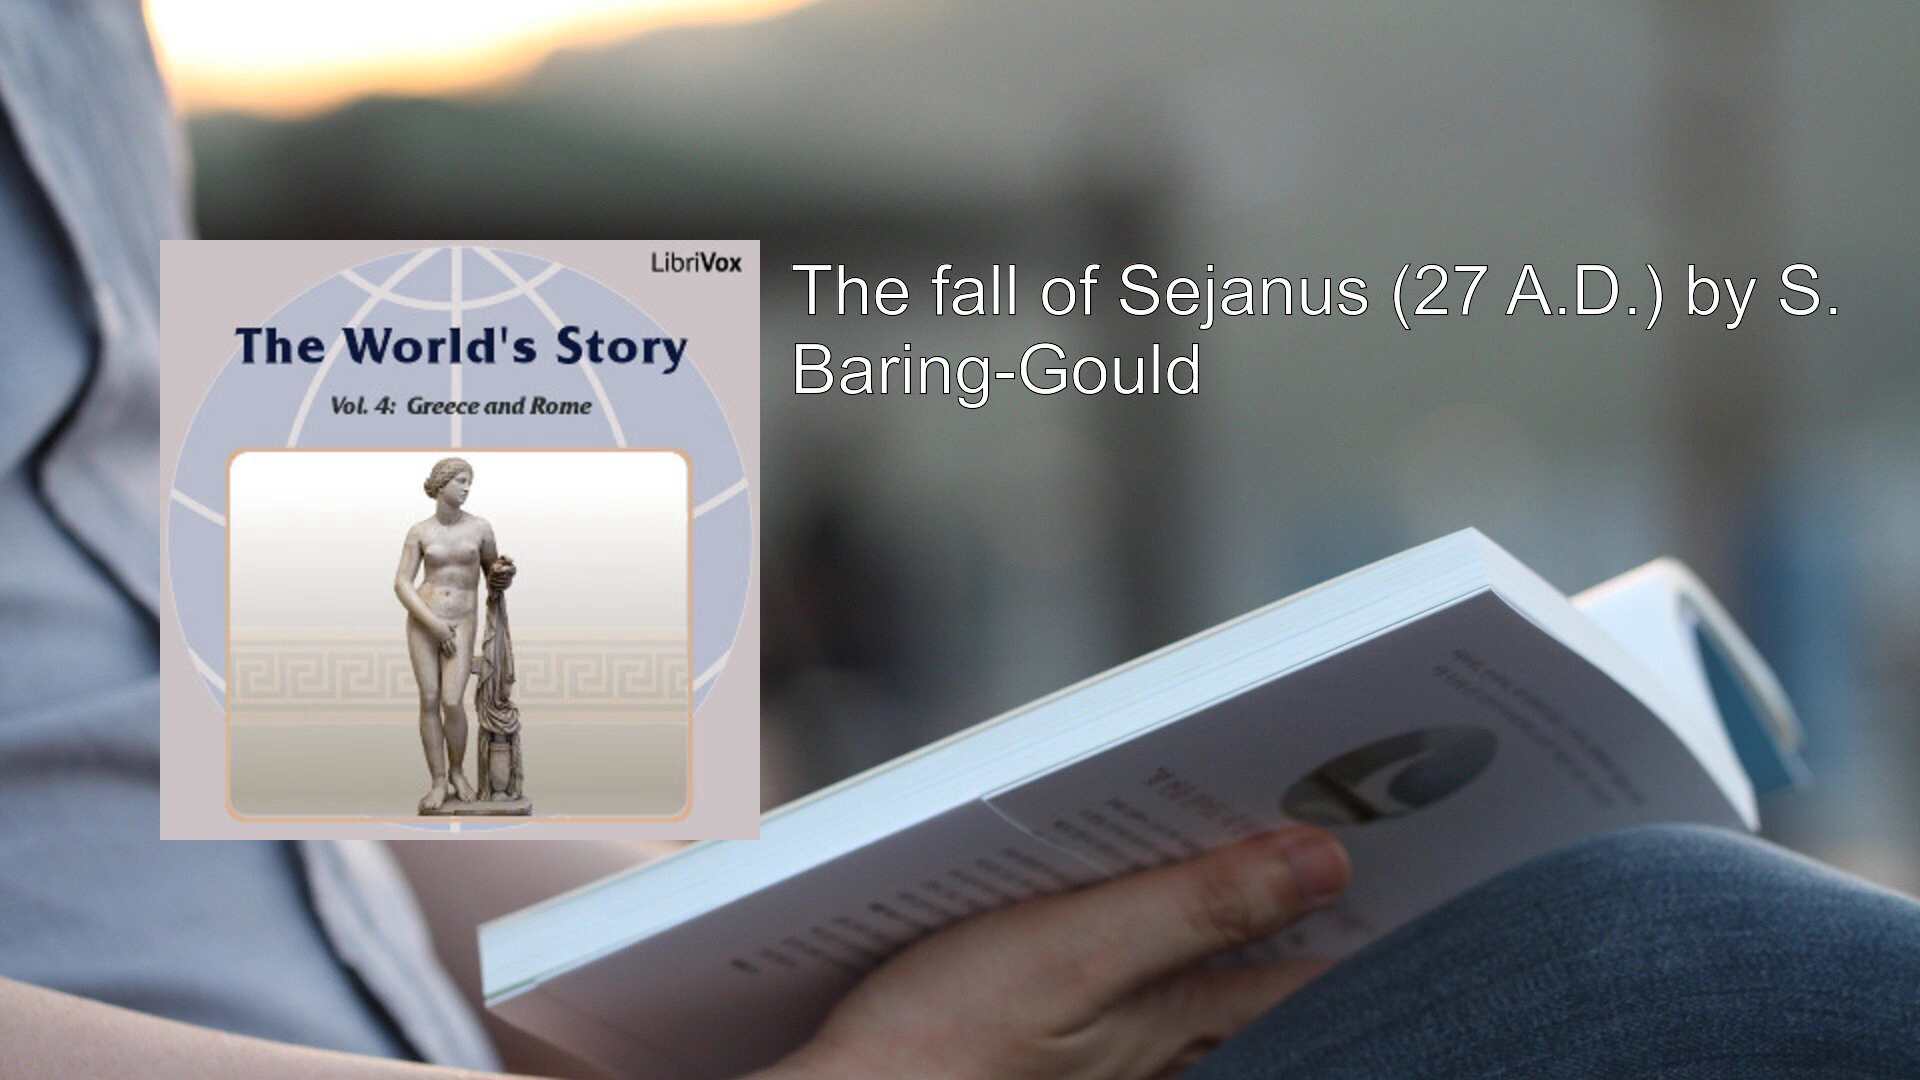 LibriVox
The World's Story
Vol. 4: Greece and Rome
The fall of Sejanus (27 A.D.) by S.
Baring-Gould